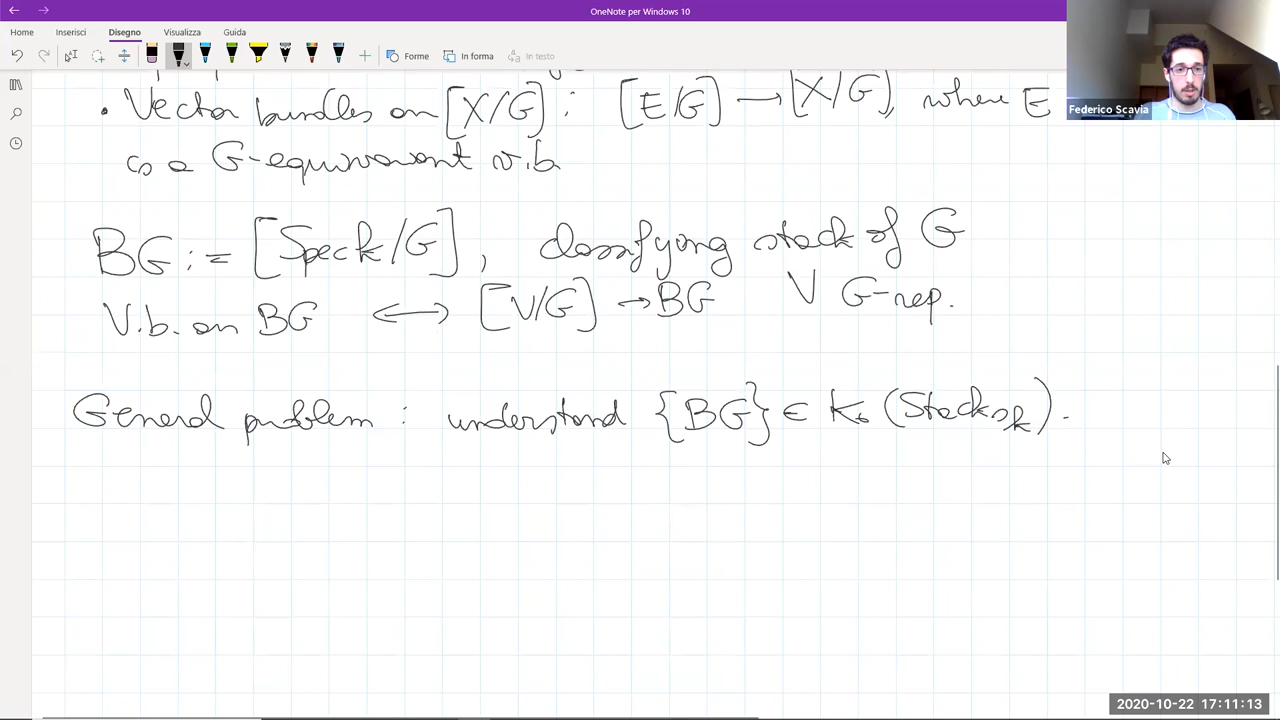 OneNote per Windows 10
Home Inserisci Disegno Visualizza Guida
Forme In forma In testo
Federico Scavia
• Vector bundles on [X/G] : [E/G] → [X/G], where E
is a G-equivariant v.b
BG := [Spec k/G], classifying stack of G
V.b. on BG ⟷ [V/G] → BG V G-rep.
General problem : understand {BG} ∈ K₀(Stacksₖ).
2020-10-22 17:11:13